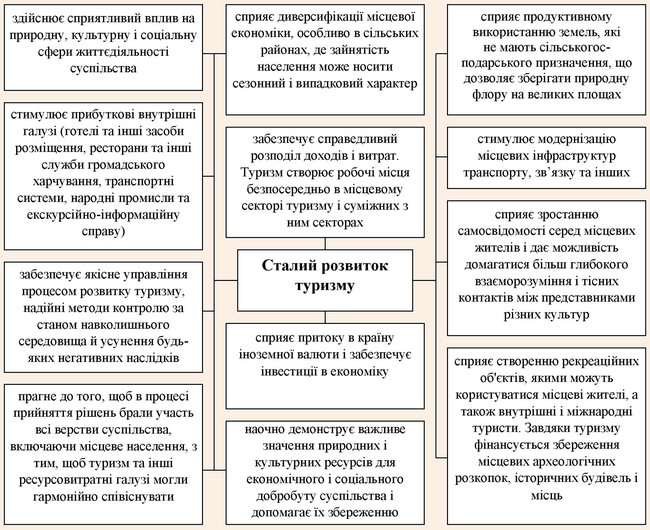 здійснює сприятливий вплив на
природну, культурну і соціальну
сфери життєдіяльності
суспільства
стимулює прибуткові внутрішні
галузі (готелі та інші засоби
розміщення, ресторани та інші
служби громадського
харчування, транспортні
системи, народні промисли та
екскурсійно-інформаційну
справу)
забезпечує якісне управління
процесом розвитку туризму,
надійні методи контролю за
станом навколишнього
середовища й усунення будь-
яких негативних наслідків
прагне до того, щоб в процесі
прийняття рішень брали участь
всі верстви суспільства,
включаючи місцеве населення, з
тим, щоб туризм та інші
ресурсовитратні галузі могли
гармонійно співіснувати
сприяє диверсифікації місцевої
економіки, особливо в сільських
районах, де зайнятість
населення може носити
сезонний і випадковий характер
забезпечує справедливий
розподіл доходів і витрат.
Туризм створює робочі місця
безпосередньо в місцевому
секторі туризму і суміжних з
ним секторах
Сталий розвиток
туризму
сприяє притоку в країну
іноземної валюти і забезпечує
інвестиції в економіку
наочно демонструє важливе
значення природних і
культурних ресурсів для
економічного і соціального
добробуту суспільства і
допомагає їх збереженню
сприяє продуктивному
використанню земель, які
не мають сільськогос-
подарського призначення, що
дозволяє зберігати природну
флору на великих площах
стимулює модернізацію
місцевих інфраструктур
транспорту, зв’язку та інших
сприяє зростанню
самосвідомості серед місцевих
жителів і дає можливість
домагатися більш глибокого
взаєморозуміння і тісних
контактів між представниками
різних культур
сприяє створенню рекреаційних
об'єктів, якими можуть
користуватися місцеві жителі, а
також внутрішні і міжнародні
туристи. Завдяки туризму
фінансується збереження
місцевих археологічних
розкопок, історичних будівель і
місць